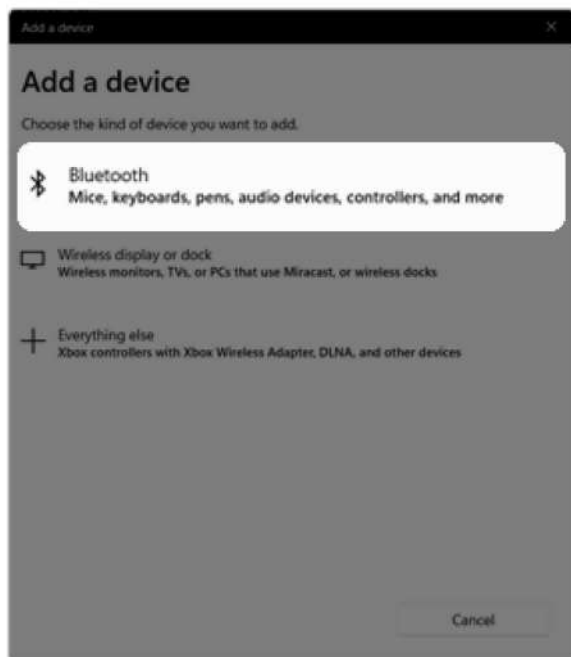 Add a device
Add a device
Choose the kind of device you want to add.
Bluetooth
Mice, keyboards, pens, audio devices, controllers, and more
Wireless display or dock
Wireless monitors, TVs, or PCs that use Miracast, or wireless docks
Everything else
Xbox controllers with Xbox Wireless Adapter, DLNA, and other devices
Cancel